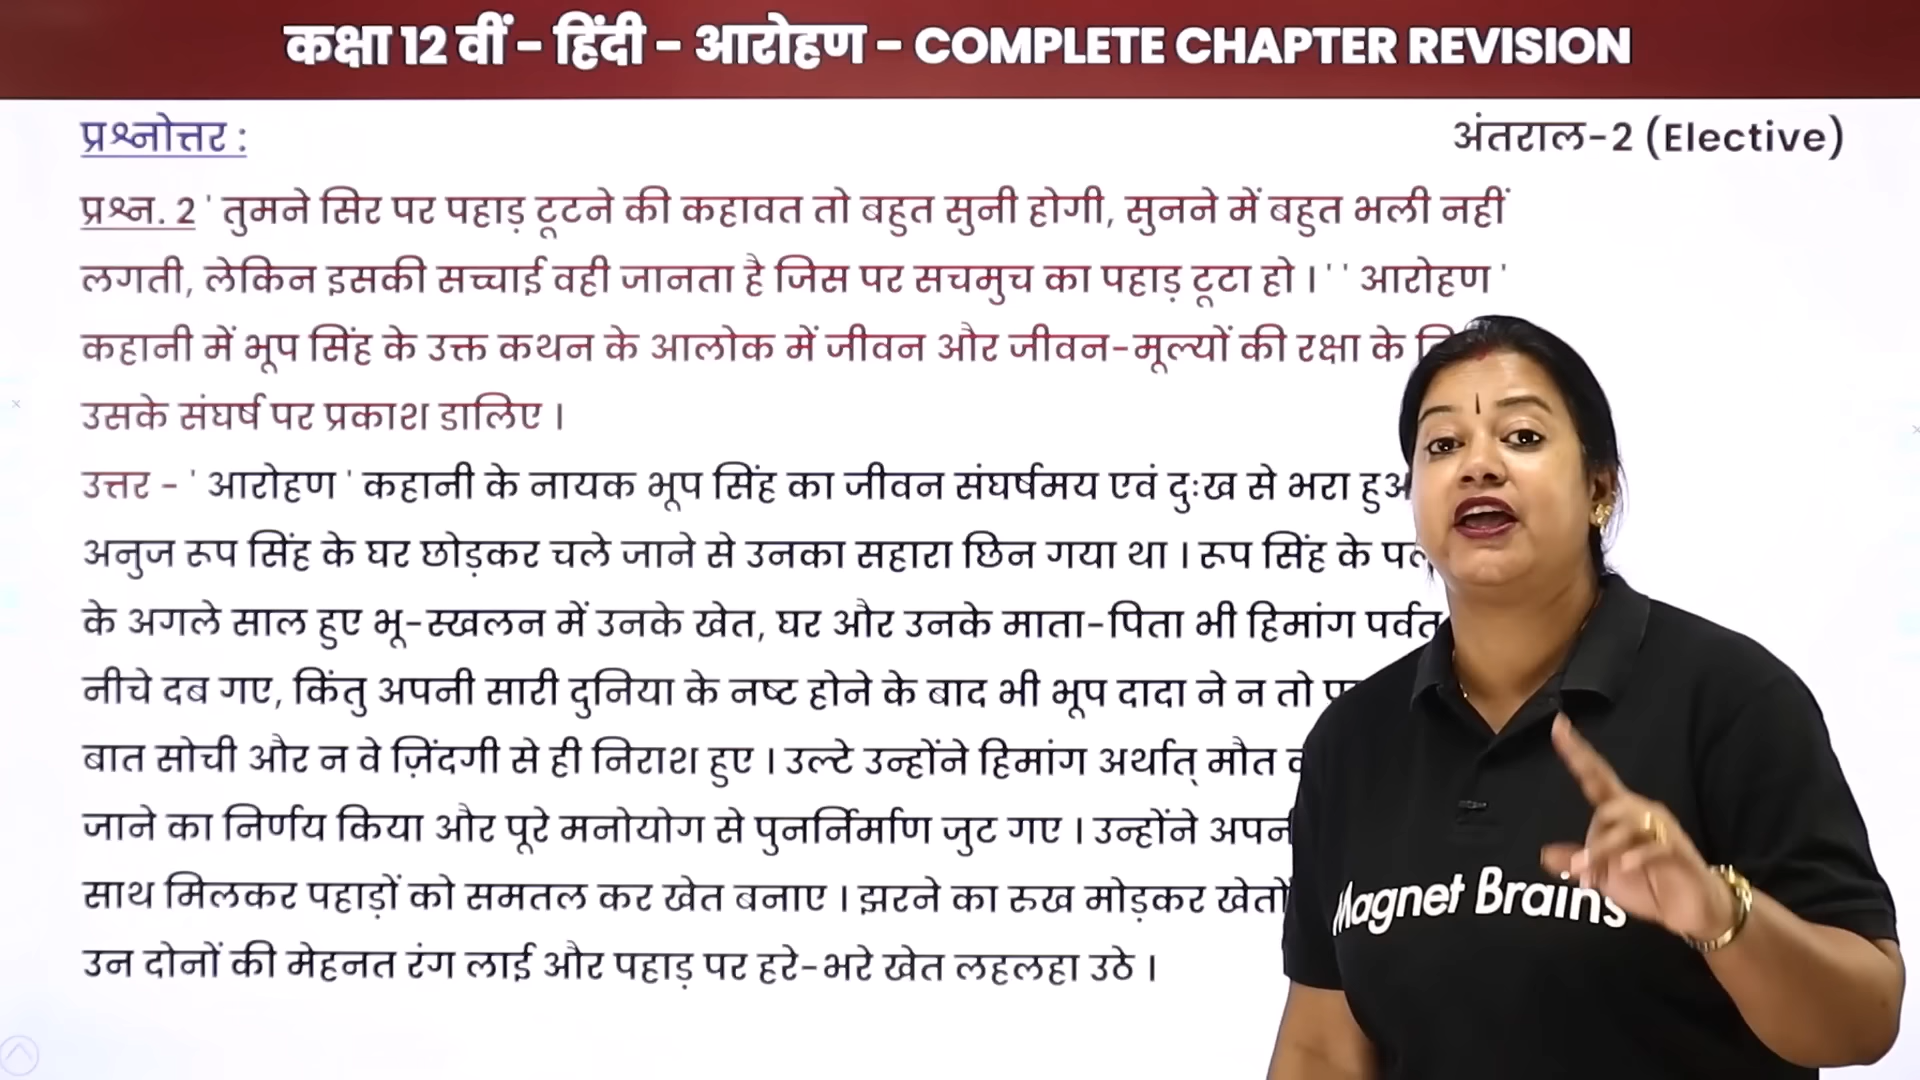 कक्षा 12 वीं - हिंदी - आरोहण - COMPLETE CHAPTER REVISION
प्रश्नोत्तर :
अंतराल-2 (Elective)
प्रश्न. 2 ' तुमने सिर पर पहाड़ टूटने की कहावत तो बहुत सुनी होगी, सुनने में बहुत भली नहीं
लगती, लेकिन इसकी सच्चाई वही जानता है जिस पर सचमुच का पहाड़ टूटा हो । ' ' आरोहण '
कहानी में भूप सिंह के उक्त कथन के आलोक में जीवन और जीवन-मूल्यों की रक्षा के
उसके संघर्ष पर प्रकाश डालिए ।
उत्तर - ' आरोहण ' कहानी के नायक भूप सिंह का जीवन संघर्षमय एवं दुःख से भरा
अनुज रूप सिंह के घर छोड़कर चले जाने से उनका सहारा छिन गया था । रूप सिंह के
के अगले साल हुए भू-स्खलन में उनके खेत, घर और उनके माता-पिता भी हिमांग पर्वत
नीचे दब गए, किंतु अपनी सारी दुनिया के नष्ट होने के बाद भी भूप दादा ने न तो
बात सोची और न वे ज़िंदगी से ही निराश हुए । उल्टे उन्होंने हिमांग अर्थात् मौत
जाने का निर्णय किया और पूरे मनोयोग से पुनर्निर्माण जुट गए । उन्होंने
साथ मिलकर पहाड़ों को समतल कर खेत बनाए । झरने का रुख मोड़कर खेतों
उन दोनों की मेहनत रंग लाई और पहाड़ पर हरे-भरे खेत लहलहा उठे ।
Magnet Brains